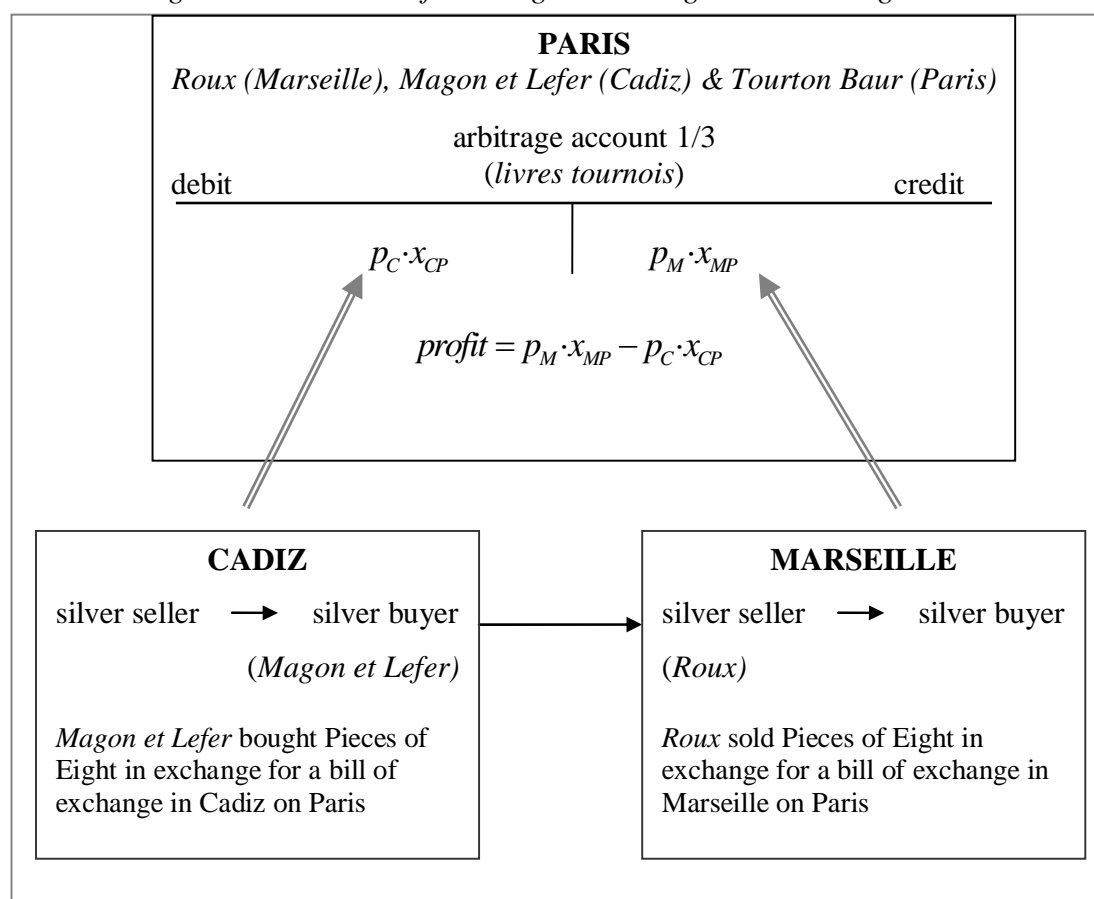 PARIS
Roux (Marseille), Magon et Lefer (Cadiz) & Tourton Baur (Paris)
arbitrage account 1/3
(livres tournois)
debit credit
p_C·x_CP p_M·x_MP
profit = p_M·x_MP − p_C·x_CP
CADIZ
silver seller → silver buyer
(Magon et Lefer)
Magon et Lefer bought Pieces of
Eight in exchange for a bill of
exchange in Cadiz on Paris
MARSEILLE
silver seller → silver buyer
(Roux)
Roux sold Pieces of Eight in
exchange for a bill of exchange in
Marseille on Paris